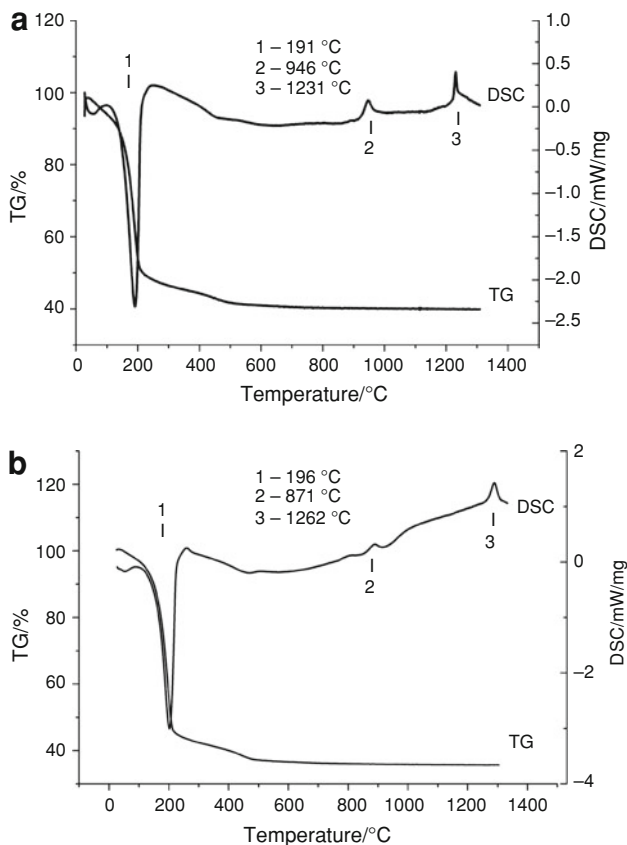 a
120
100
80
60
40
TG/%
1
1 – 191 °C
2 – 946 °C
3 – 1231 °C
DSC
2
3
TG
1.0
0.5
0.0
–0.5
–1.0
–1.5
–2.0
–2.5
DSC/mW/mg
0 200 400 600 800 1000 1200 1400
Temperature/°C
b
120
100
80
60
40
TG/%
1
1 – 196 °C
2 – 871 °C
3 – 1262 °C
DSC
2
3
TG
2
0
–2
–4
DSC/mW/mg
0 200 400 600 800 1000 1200 1400
Temperature/°C